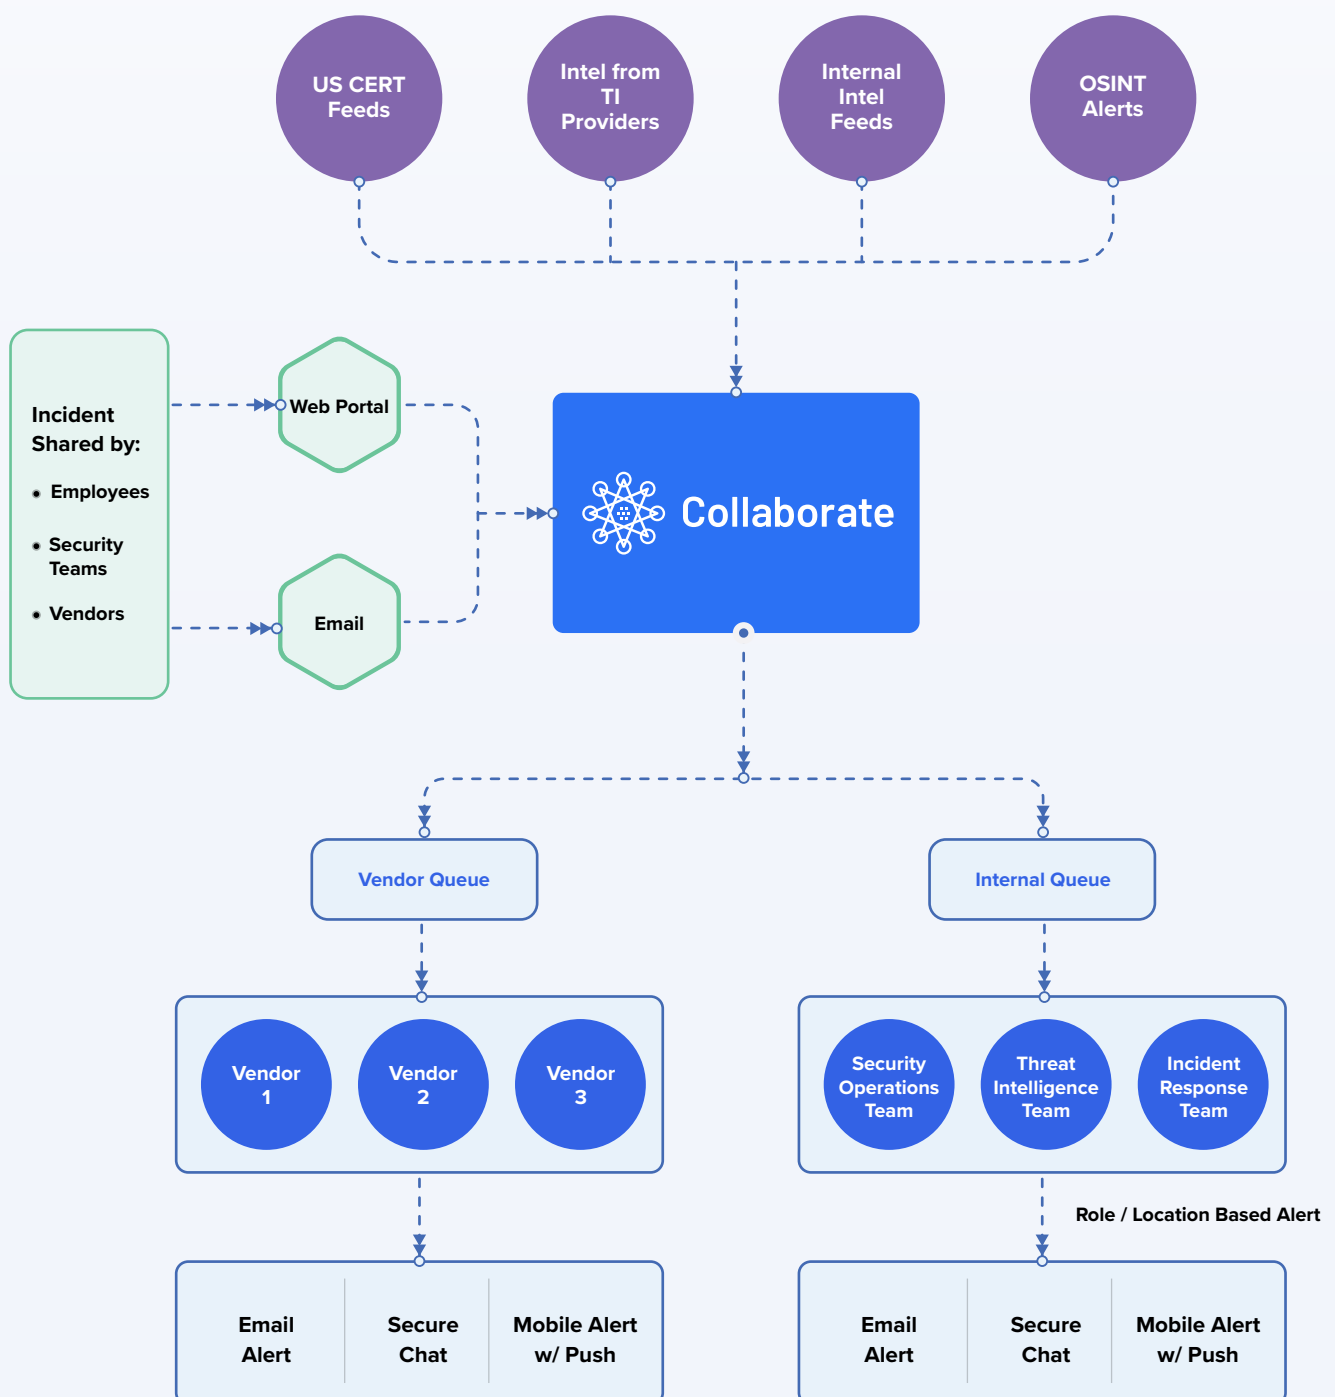 US CERT
Feeds
Intel from
TI
Providers
Internal
Intel
Feeds
OSINT
Alerts
Incident
Shared by:
Employees
Security
Teams
Vendors
Web Portal
Email
Collaborate
Vendor Queue
Internal Queue
Vendor
1
Vendor
2
Vendor
3
Security
Operations
Team
Threat
Intelligence
Team
Incident
Response
Team
Role / Location Based Alert
Email
Alert
Secure
Chat
Mobile Alert
w/ Push
Email
Alert
Secure
Chat
Mobile Alert
w/ Push